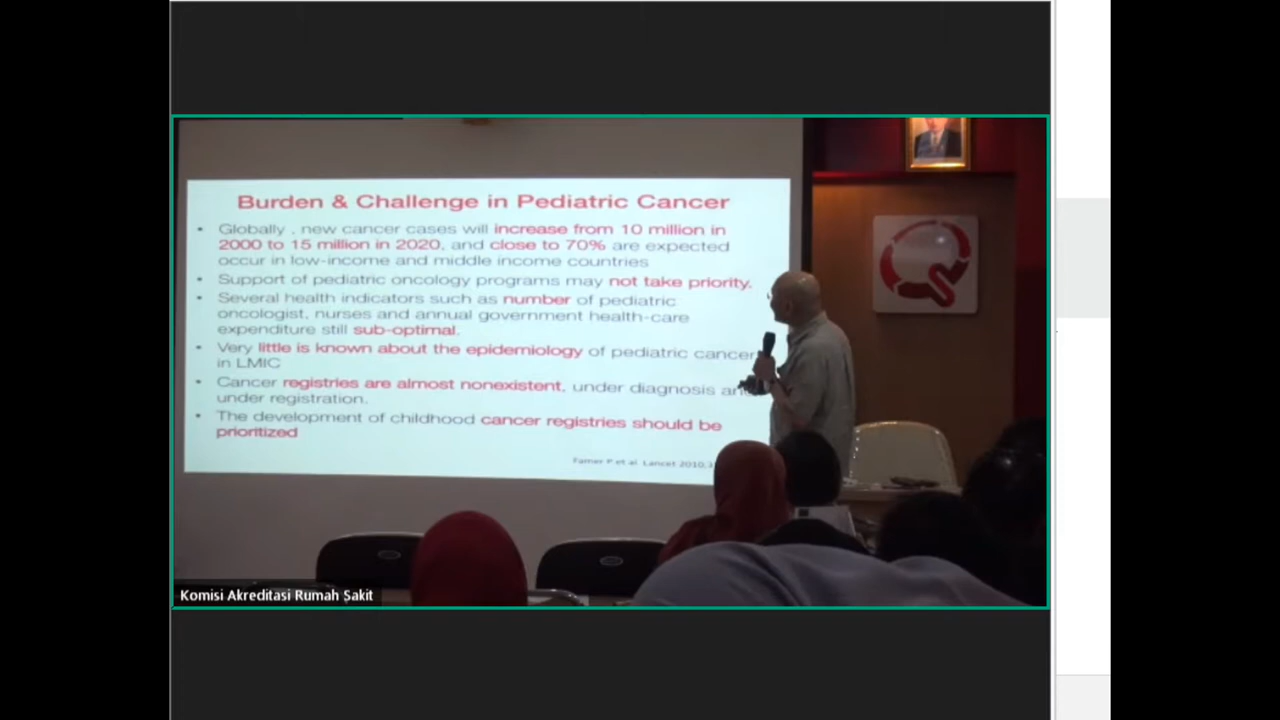 Burden & Challenge in Pediatric Cancer
• Globally , new cancer cases will increase from 10 million in
2000 to 15 million in 2020, and close to 70% are expected
occur in low-income and middle income countries
• Support of pediatric oncology programs may not take priority.
• Several health indicators such as number of pediatric
oncologist, nurses and annual government health-care
expenditure still sub-optimal.
• Very little is known about the epidemiology of pediatric cancer
in LMIC
• Cancer registries are almost nonexistent, under diagnosis an
under registration.
• The development of childhood cancer registries should be
prioritized
et al Lancet 2010;
Komisi Akreditasi Rumah Sakit